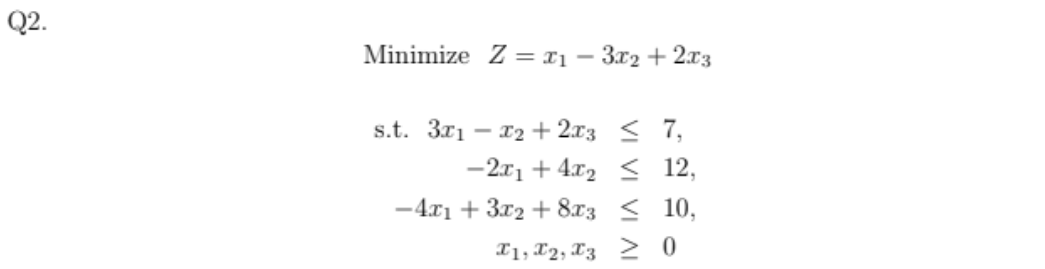 Q2.
Minimize Z = x₁ − 3x₂ + 2x₃
s.t. 3x₁ − x₂ + 2x₃ ≤ 7,
−2x₁ + 4x₂ ≤ 12,
−4x₁ + 3x₂ + 8x₃ ≤ 10,
x₁, x₂, x₃ ≥ 0